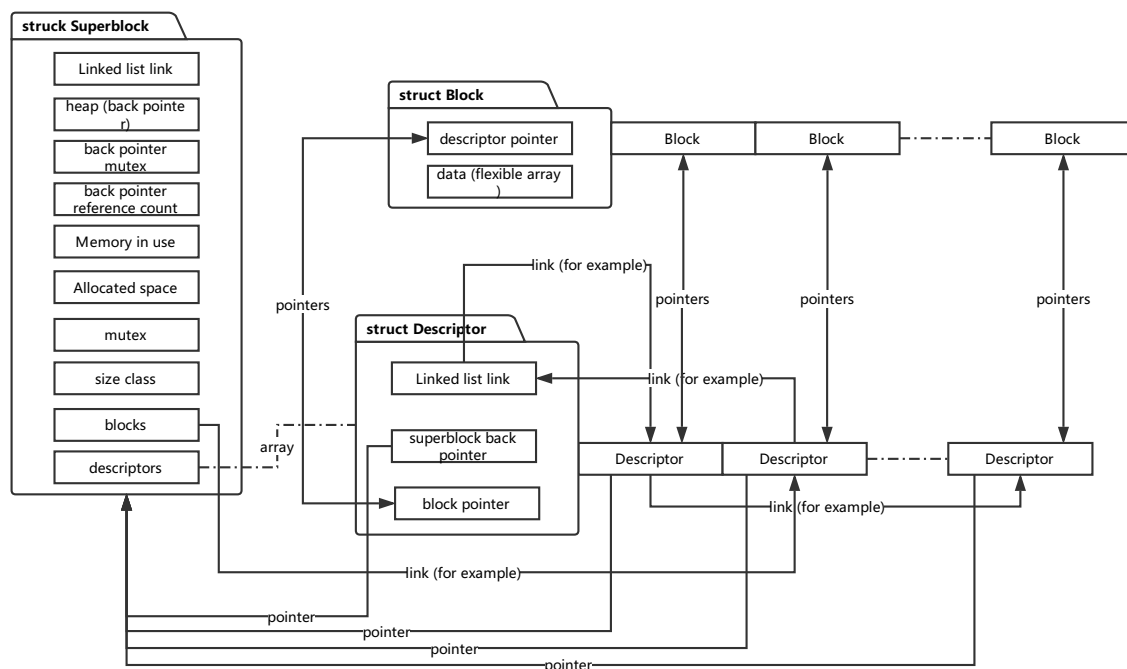 struck Superblock
Linked list link
heap (back pointe
r)
back pointer
mutex
back pointer
reference count
Memory in use
Allocated space
mutex
size class
blocks
descriptors
struct Block
descriptor pointer
data (flexible array
)
Block
Block
Block
pointers
link (for example)
pointers
pointers
pointers
struct Descriptor
Linked list link
link (for example)
array
superblock back
pointer
block pointer
Descriptor
Descriptor
Descriptor
link (for example)
link (for example)
pointer
pointer
pointer
pointer